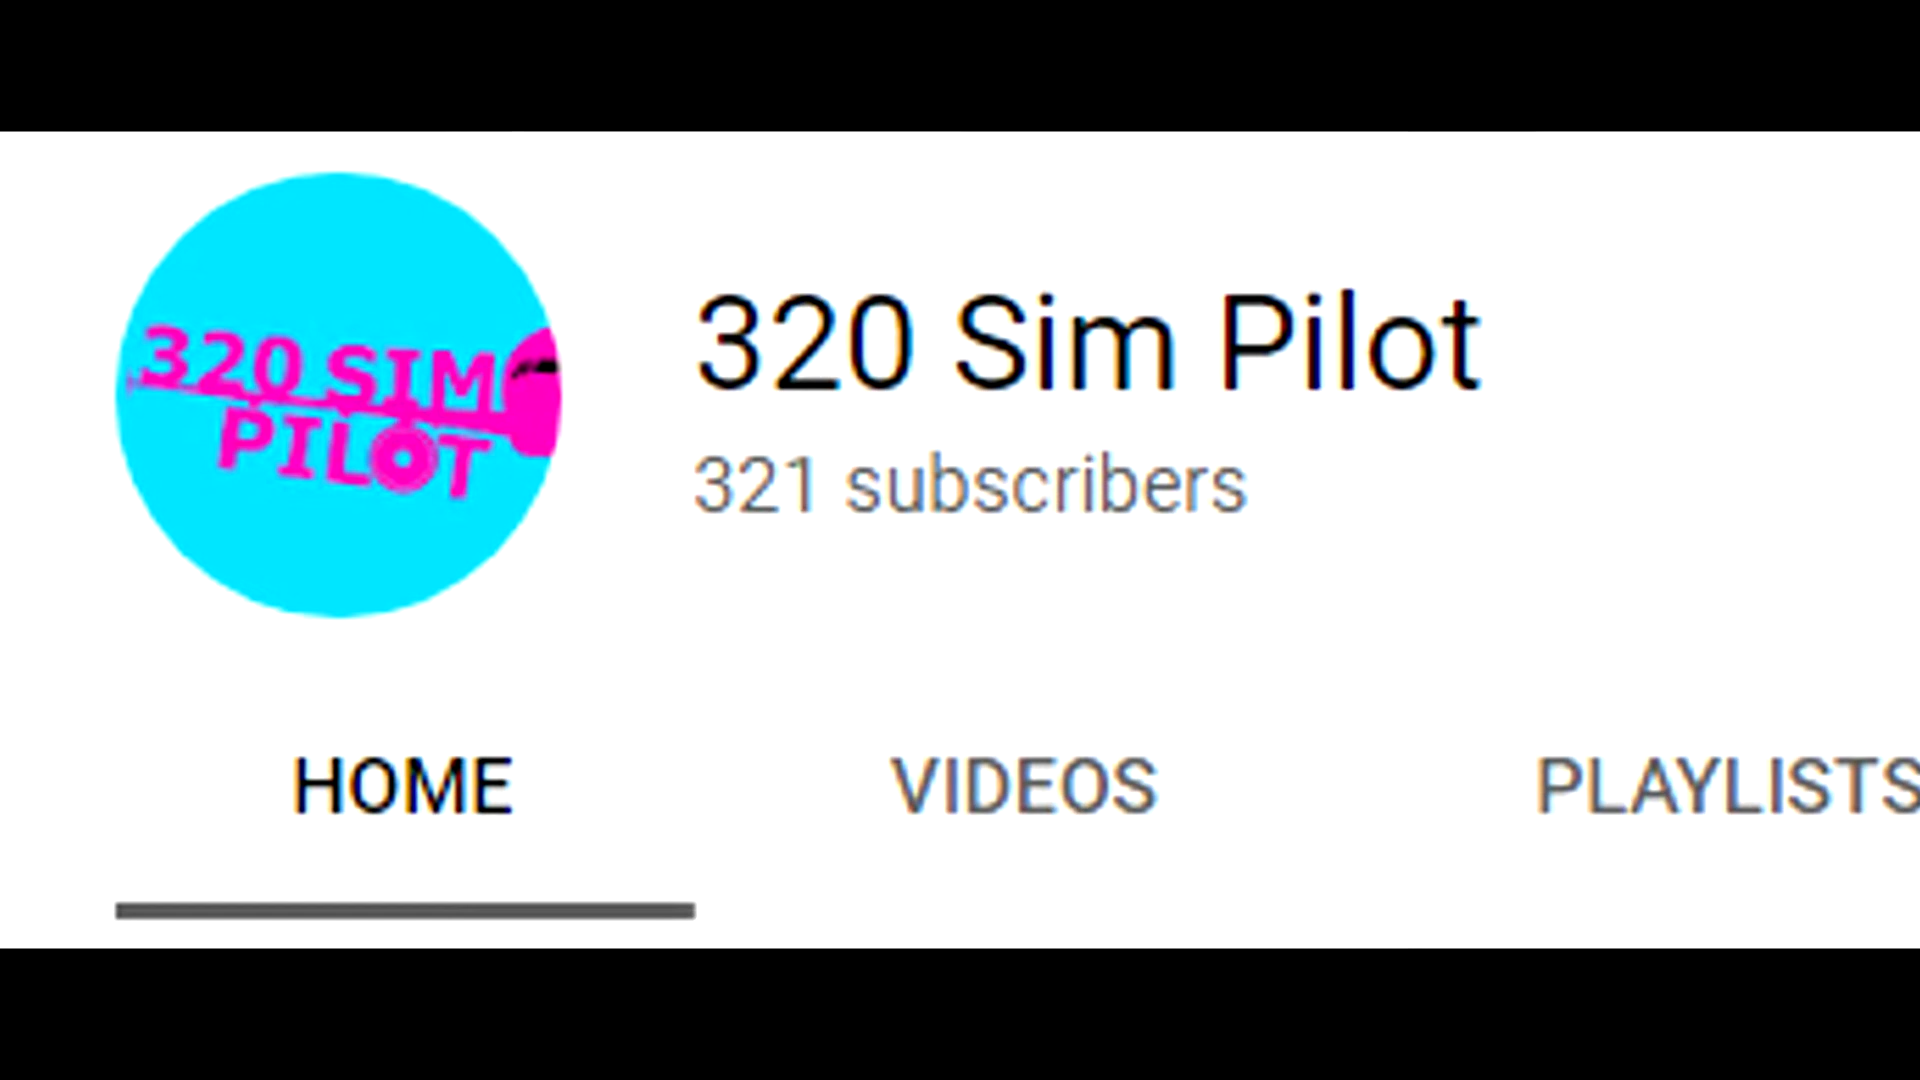 320 SIM
PILOT
320 Sim Pilot
321 subscribers
HOME VIDEOS PLAYLISTS